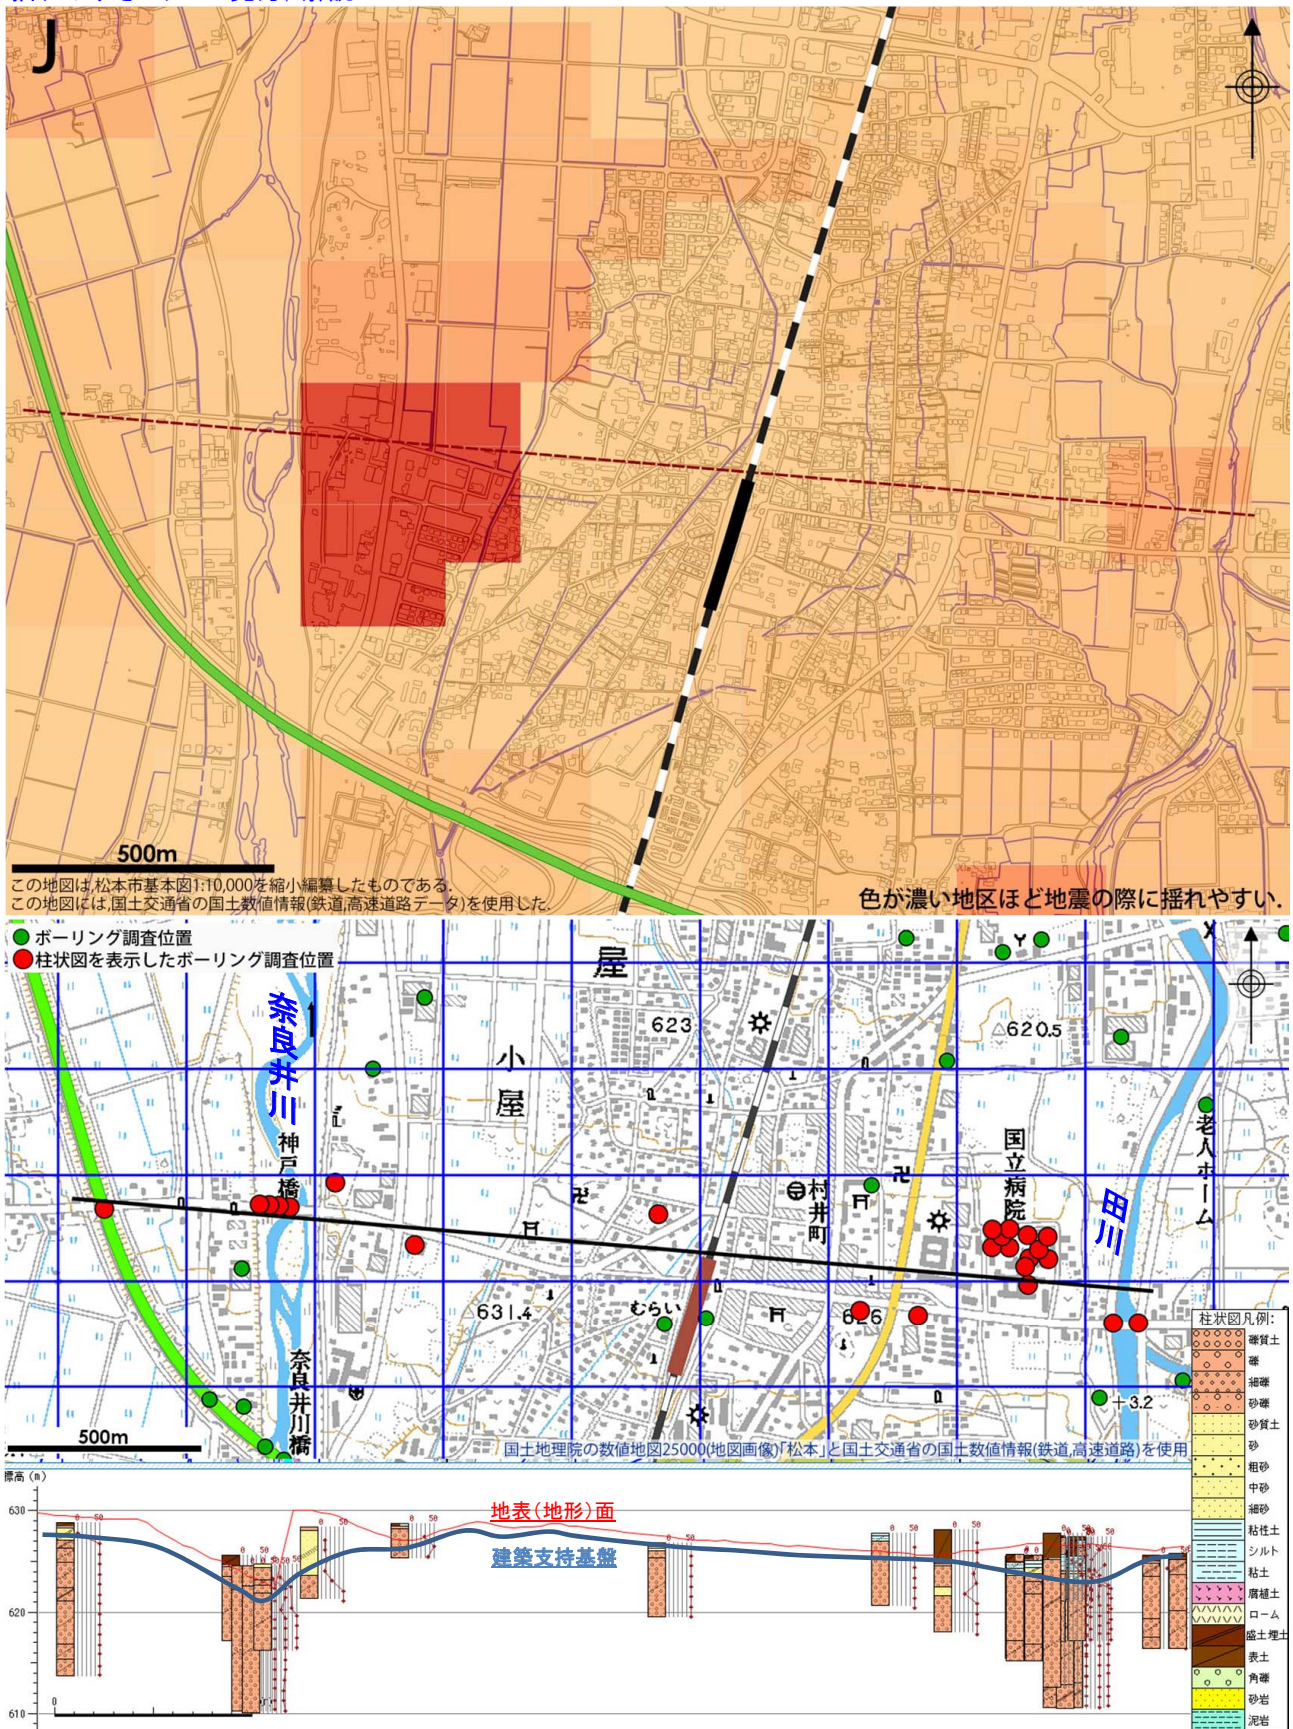 J
500m
この地図は,松本市基本図1:10,000を縮小編纂したものである.
この地図には,国土交通省の国土数値情報(鉄道,高速道路データ)を使用した.
色が濃い地区ほど地震の際に揺れやすい.
ボーリング調査位置
柱状図を表示したボーリング調査位置
奈良井川
神戸橋
小屋
屋
623
620.5
国立病院
老人ホーム
田川
村井町
631.4
むらい
626
奈良井川橋
3.2
500m
国土地理院の数値地図25000(地図画像)「松本」と国土交通省の国土数値情報(鉄道,高速道路)を使用
柱状図凡例:
礫質土
礫
細礫
砂礫
砂質土
砂
粗砂
中砂
細砂
粘性土
シルト
粘土
腐植土
ローム
盛土埋土
表土
角礫
砂岩
泥岩
標高(m)
630
620
610
地表(地形)面
建築支持基盤